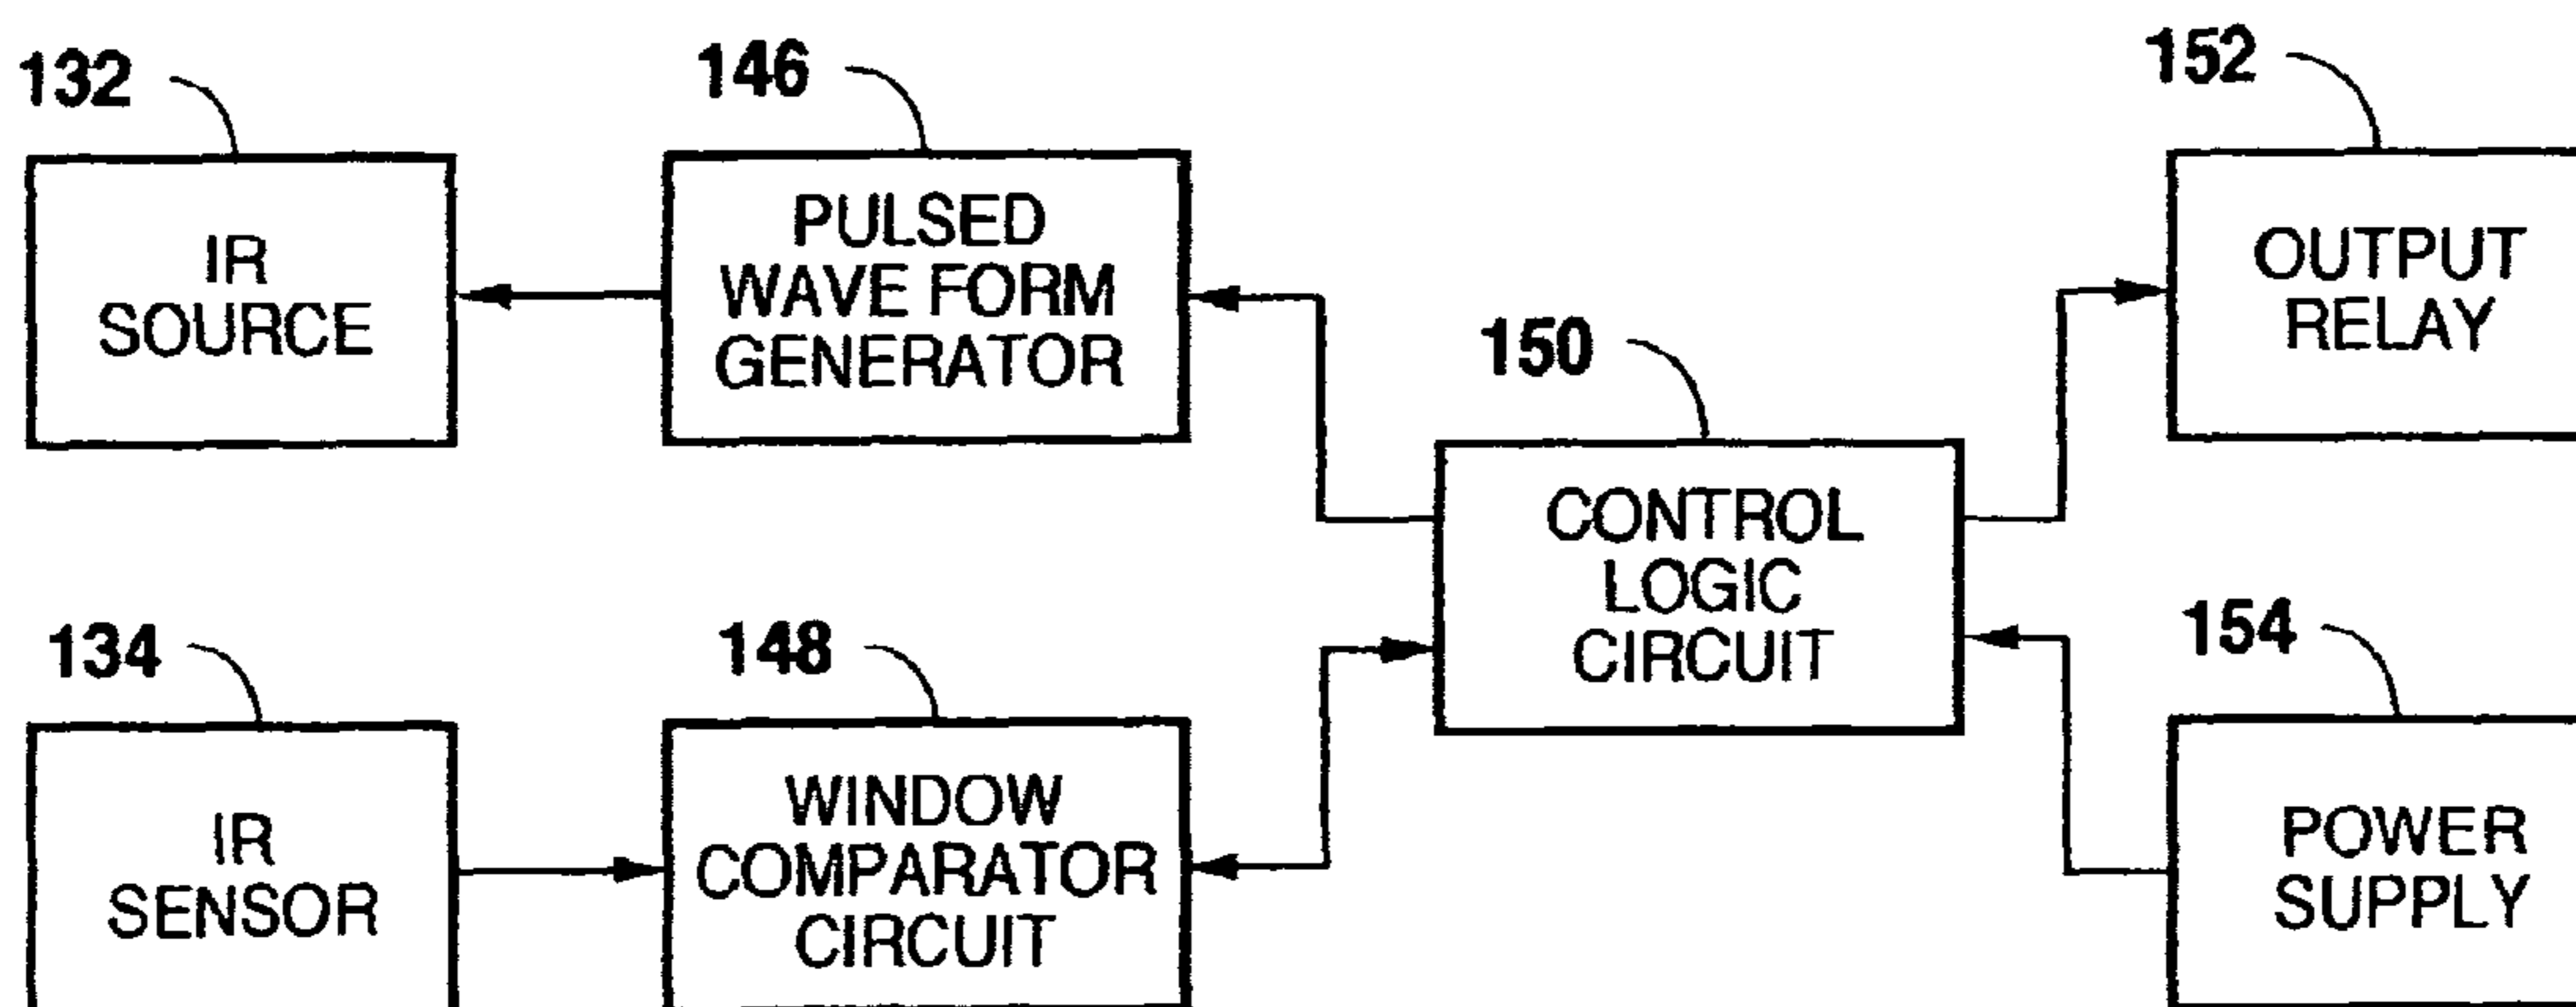 132
146
152
IR
SOURCE
PULSED
WAVE FORM
GENERATOR
OUTPUT
RELAY
150
CONTROL
LOGIC
CIRCUIT
134
148
154
IR
SENSOR
WINDOW
COMPARATOR
CIRCUIT
POWER
SUPPLY